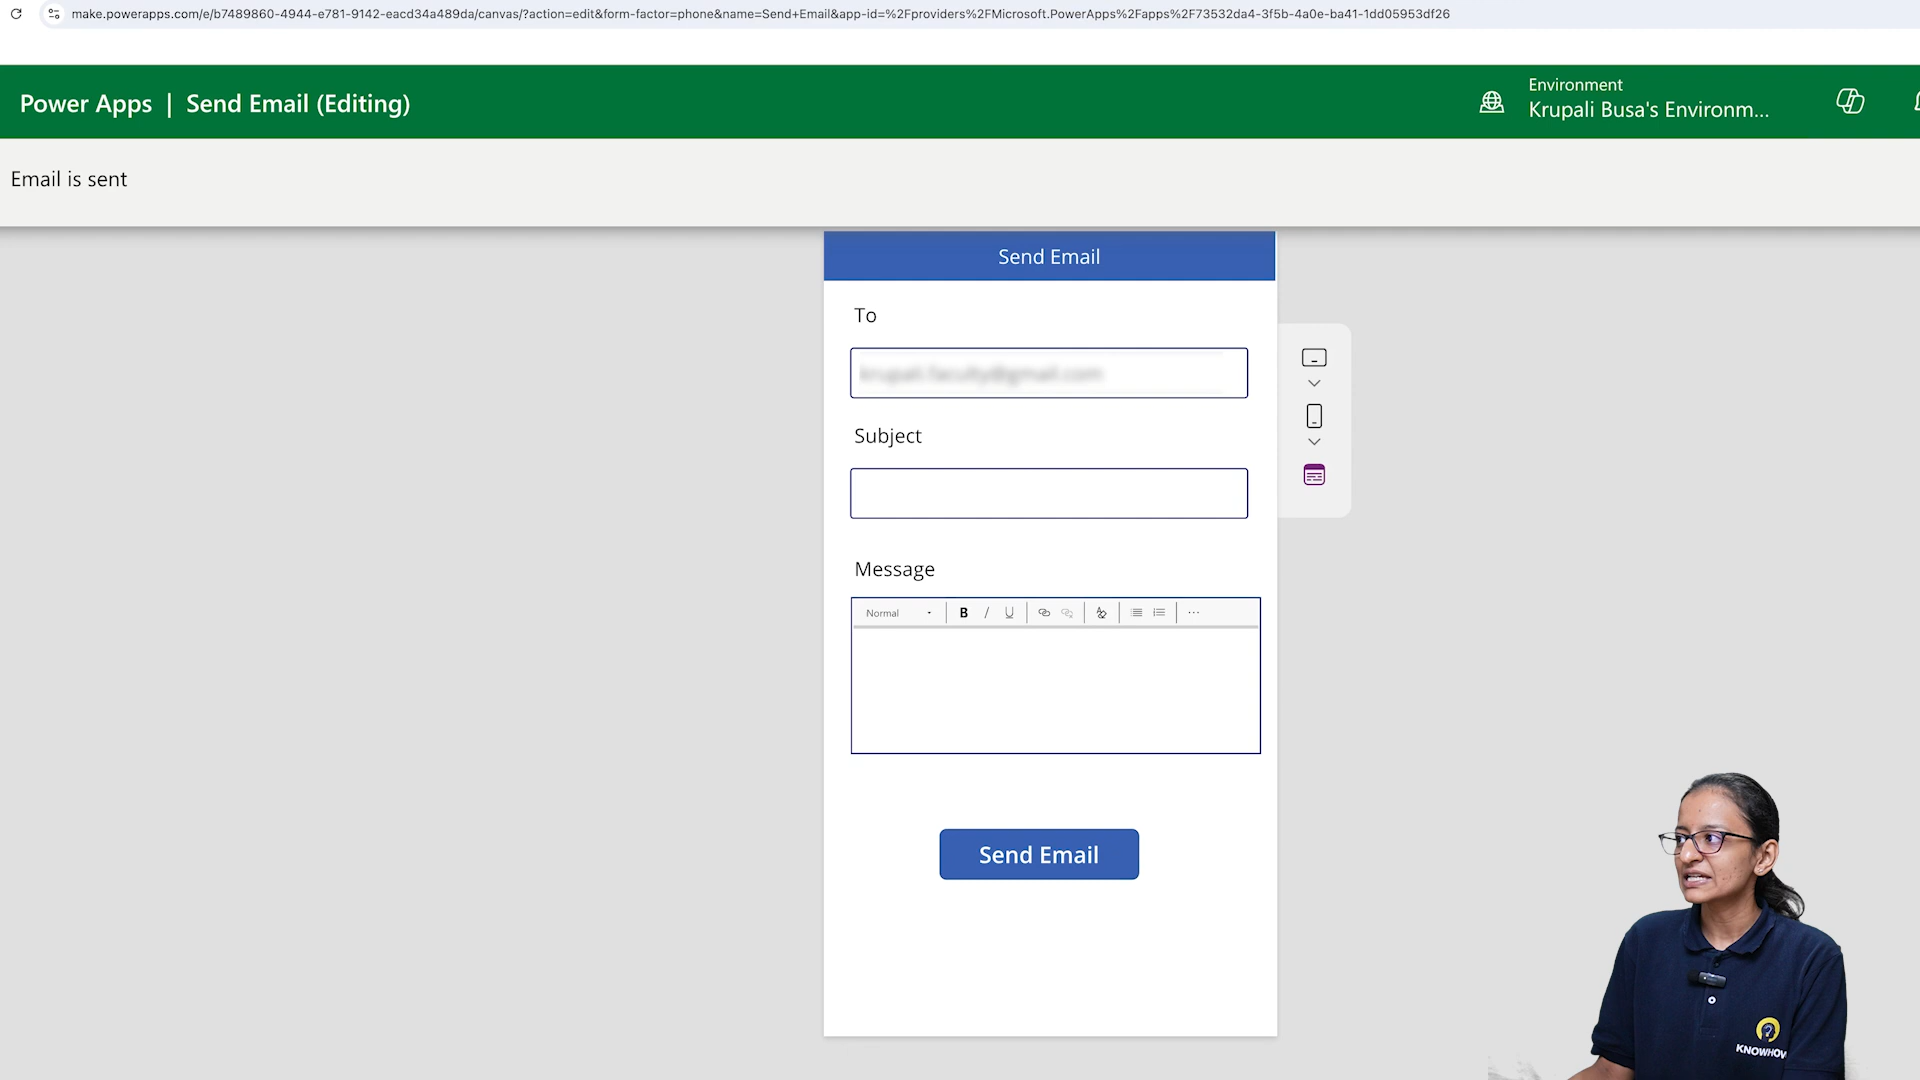 make.powerapps.com/e/b7489860-4944-e781-9142-eacd34a489da/canvas/?action=edit&form-factor=phone&name=Send+Email&app-id=%2Fproviders%2FMicrosoft.PowerApps%2Fapps%2F73532da4-3f5b-4a0e-ba41-1dd05953df26
Power Apps | Send Email (Editing)
Environment
Krupali Busa's Environm...
Email is sent
Send Email
To
Subject
Message
Normal B / U ...
Send Email
KNOWHOW